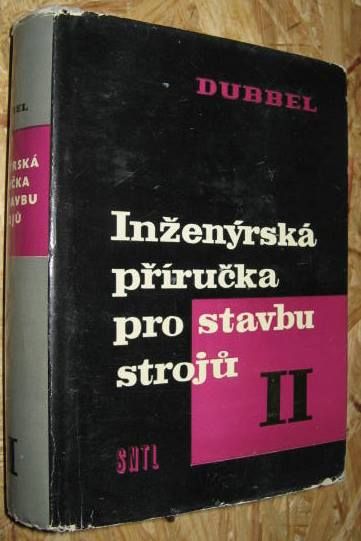 DUBBEL
Inženýrská
příručka
pro stavbu
strojů
II
SNTL